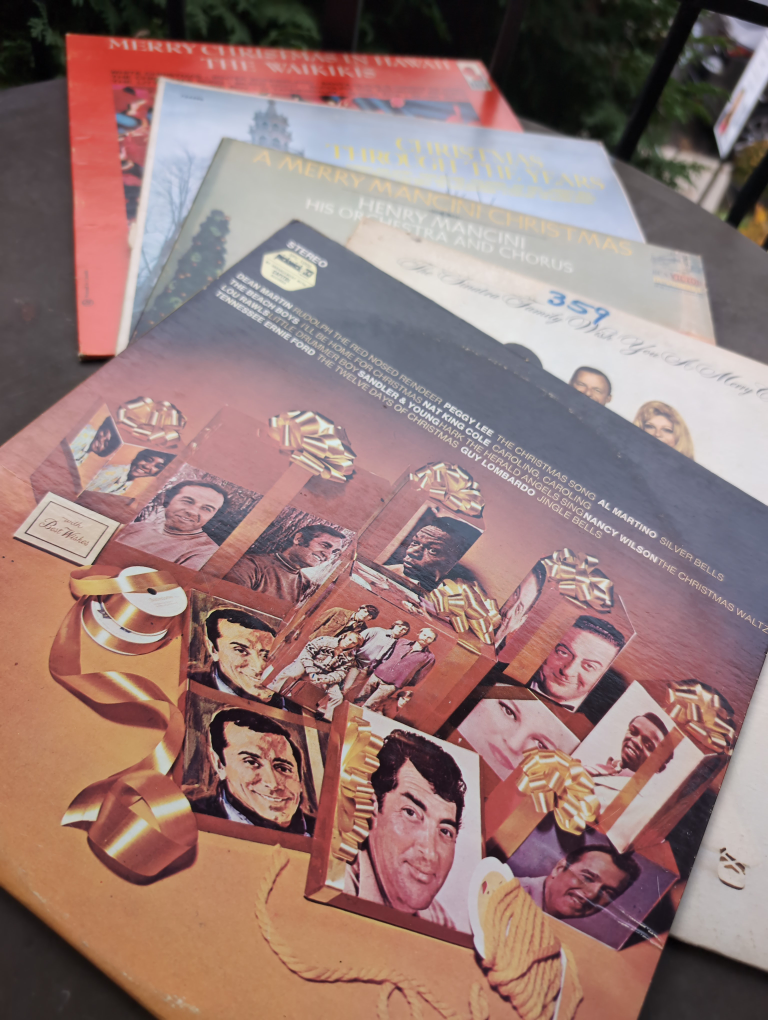 MERRY CHRISTMAS IN HAWAII
THE WAIKIKIS
CHRISTMAS
THROUGH THE YEARS
A MERRY MANCINI CHRISTMAS
HENRY MANCINI
HIS ORCHESTRA AND CHORUS
359
The Sinatra Family Wish You A Merry
STEREO
DEAN MARTIN RUDOLPH THE RED NOSED REINDEER PEGGY LEE THE CHRISTMAS SONG AL MARTINO SILVER BELLS
THE BEACH BOYS I'LL BE HOME FOR CHRISTMAS NAT KING COLE CAROLING, CAROLING
LOU RAWLS LITTLE DRUMMER BOY SANDLER & YOUNG HARK THE HERALD ANGELS SING NANCY WILSON THE CHRISTMAS WALTZ
TENNESSEE ERNIE FORD THE TWELVE DAYS OF CHRISTMAS GUY LOMBARDO JINGLE BELLS
with
Best Wishes